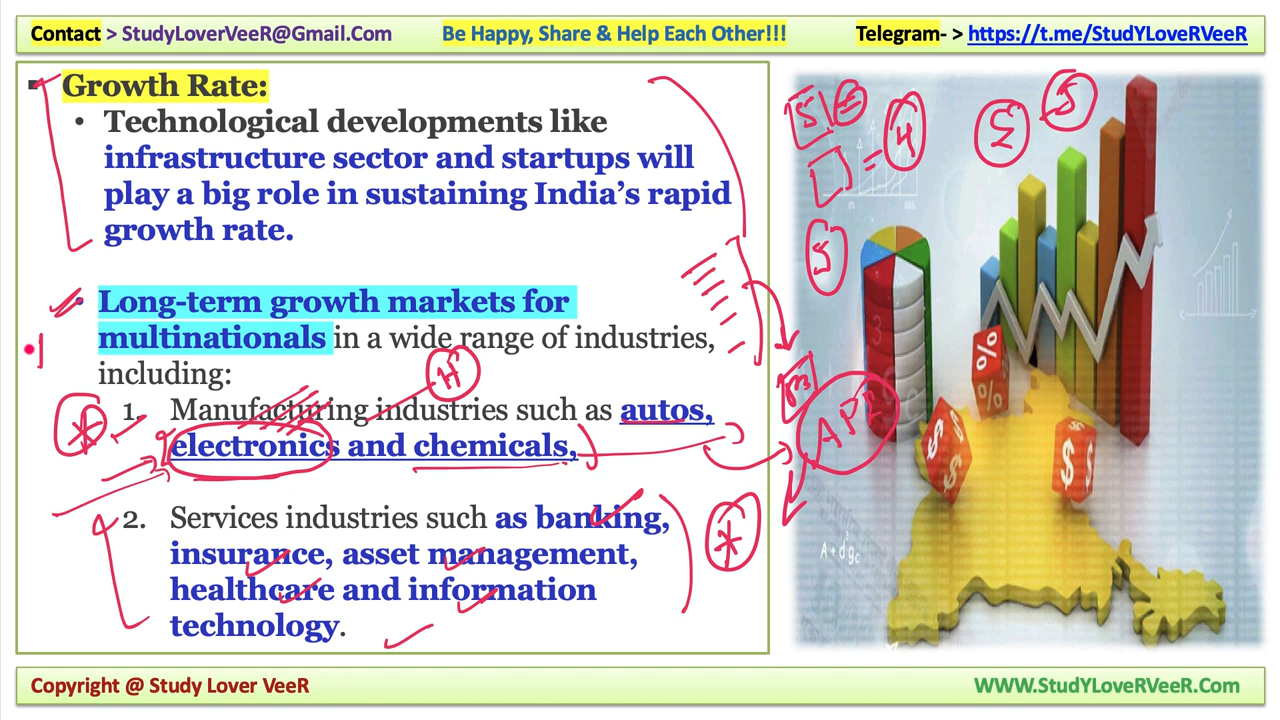 Contact > StudyLoverVeeR@Gmail.Com
Be Happy, Share & Help Each Other!!!
Telegram- > https://t.me/StudYLoveRVeeR
Growth Rate:
• Technological developments like
infrastructure sector and startups will
play a big role in sustaining India’s rapid
growth rate.
• Long-term growth markets for
multinationals in a wide range of industries,
including:
1. Manufacturing industries such as autos,
electronics and chemicals,
2. Services industries such as banking,
insurance, asset management,
healthcare and information
technology.
H
5
% %
$ $
$ $
Copyright @ Study Lover VeeR
WWW.StudYLoveRVeeR.Com